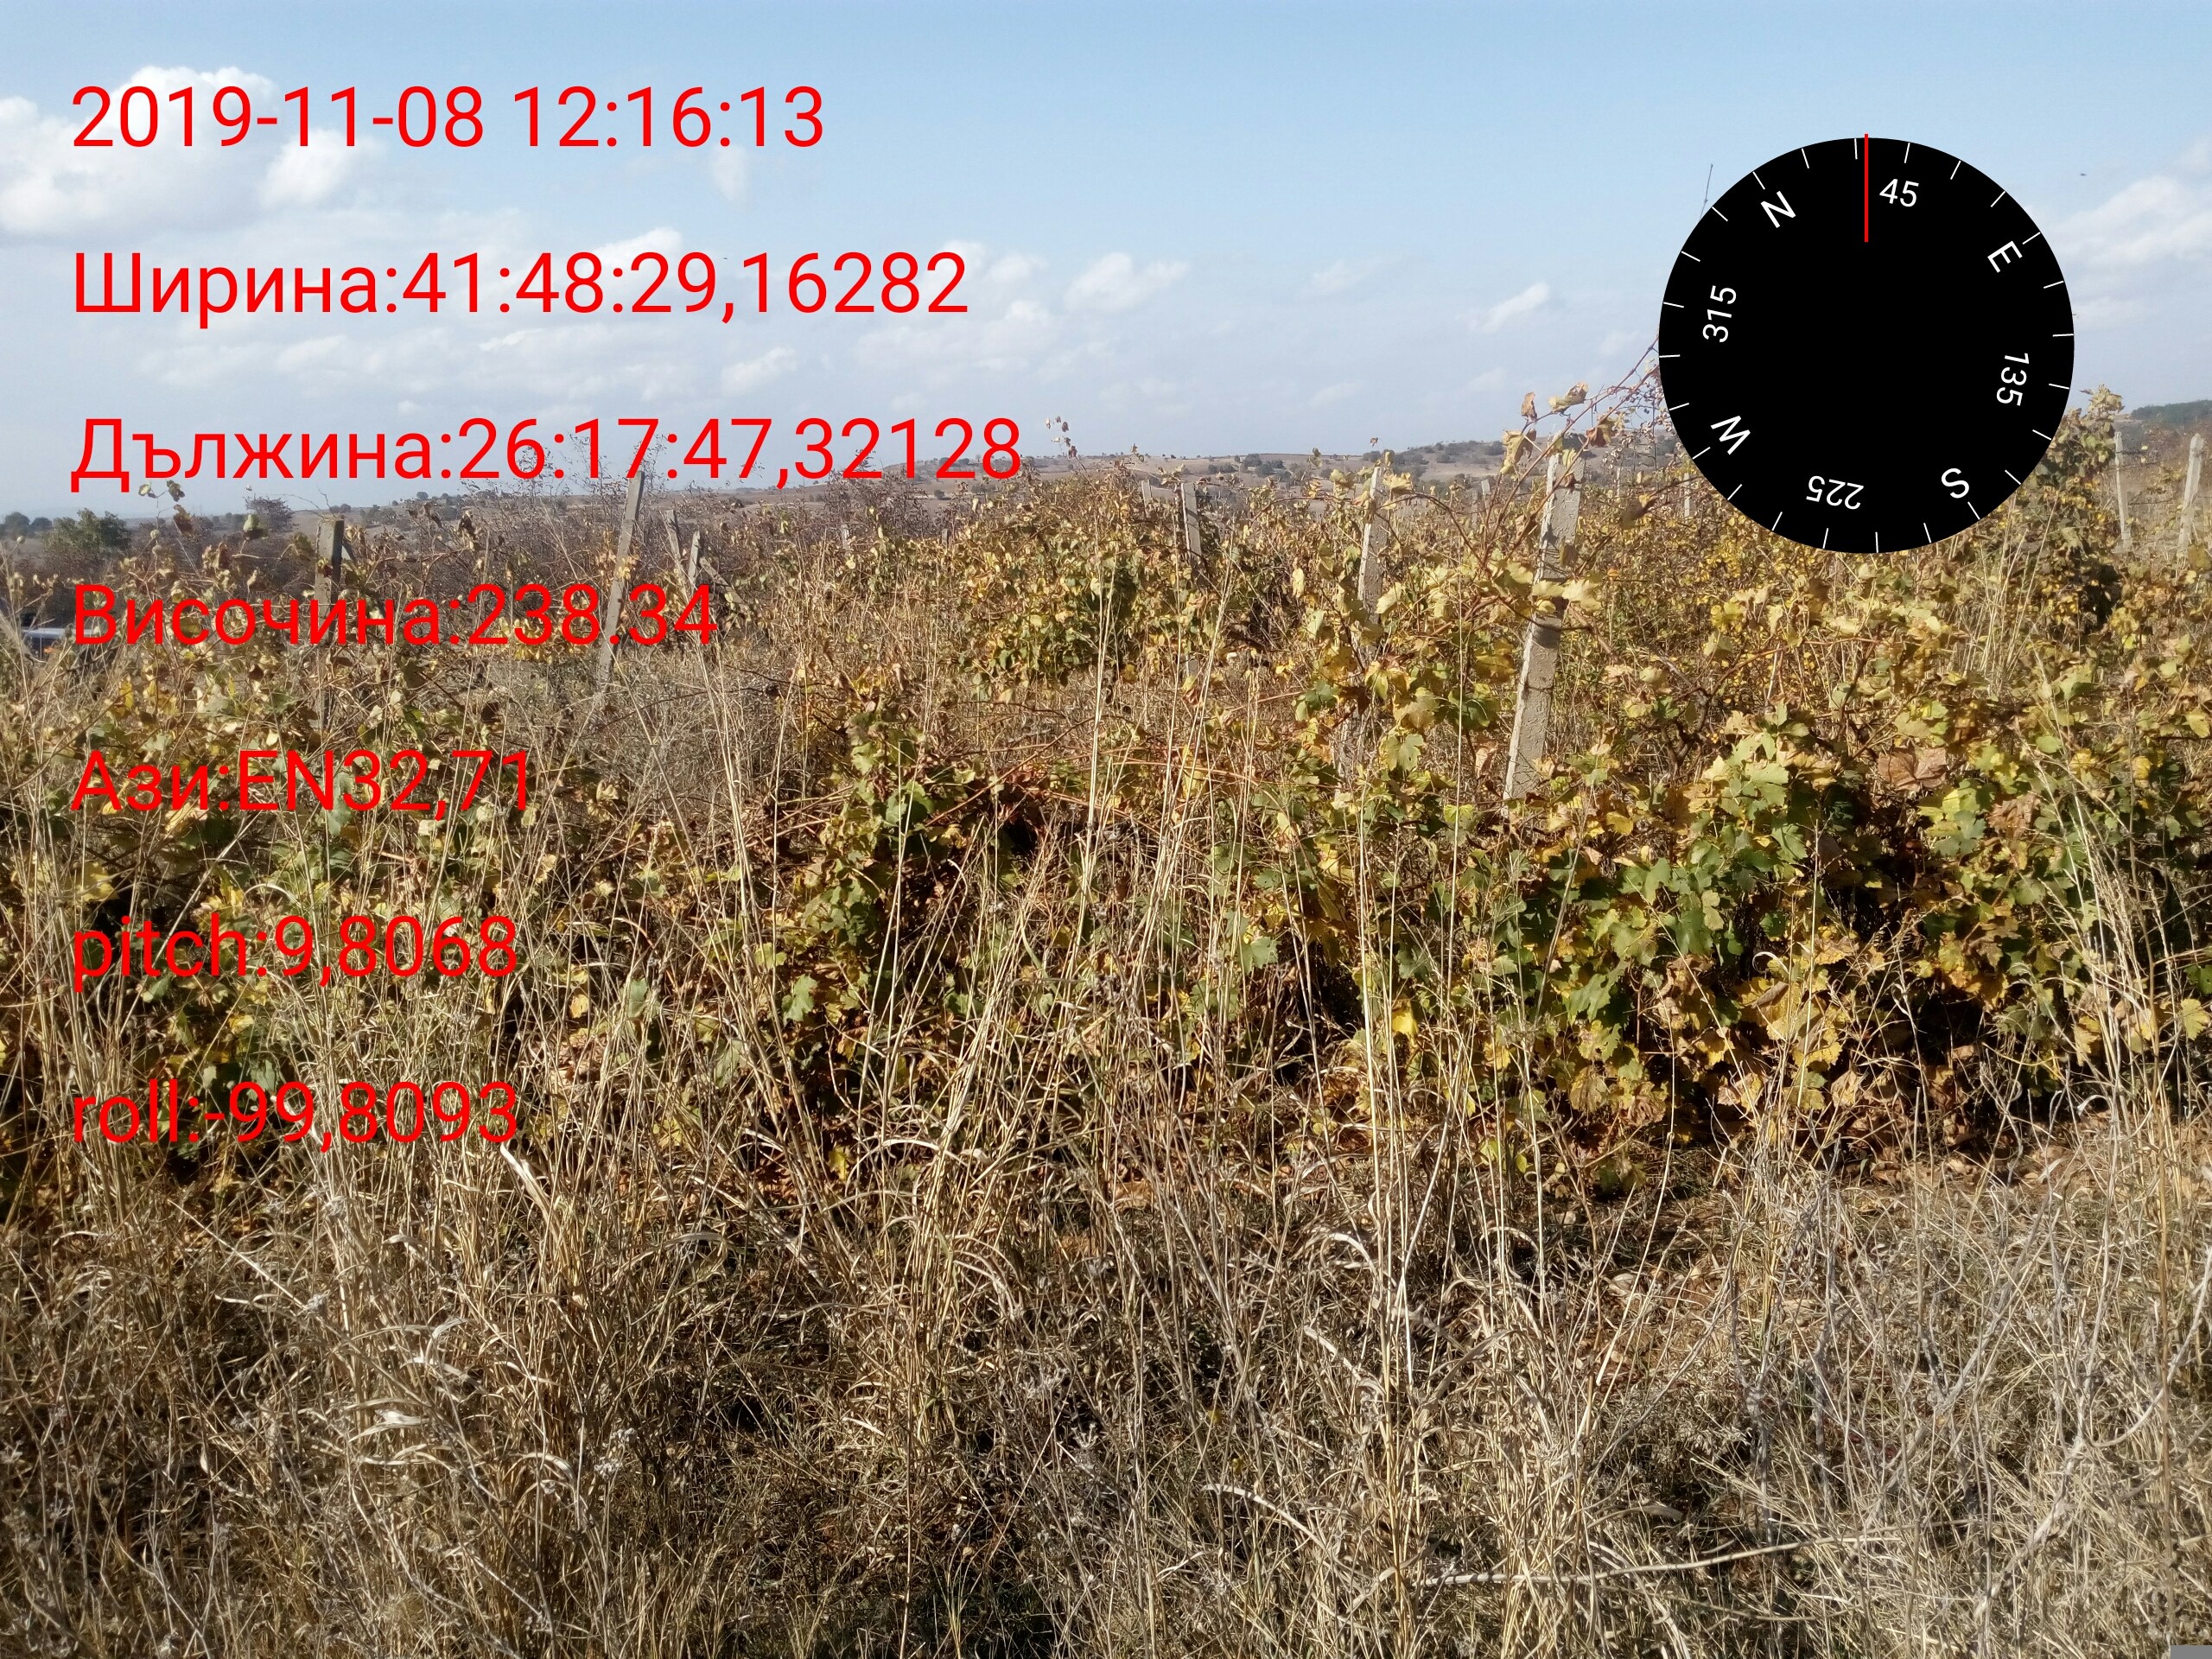 2019-11-08 12:16:13
Ширина:41:48:29,16282
Дължина:26:17:47,32128
Височина:238.34
Ази:EN32,71
pitch:9,8068
roll:-99,8093
N
45
E
315
135
W
225
S